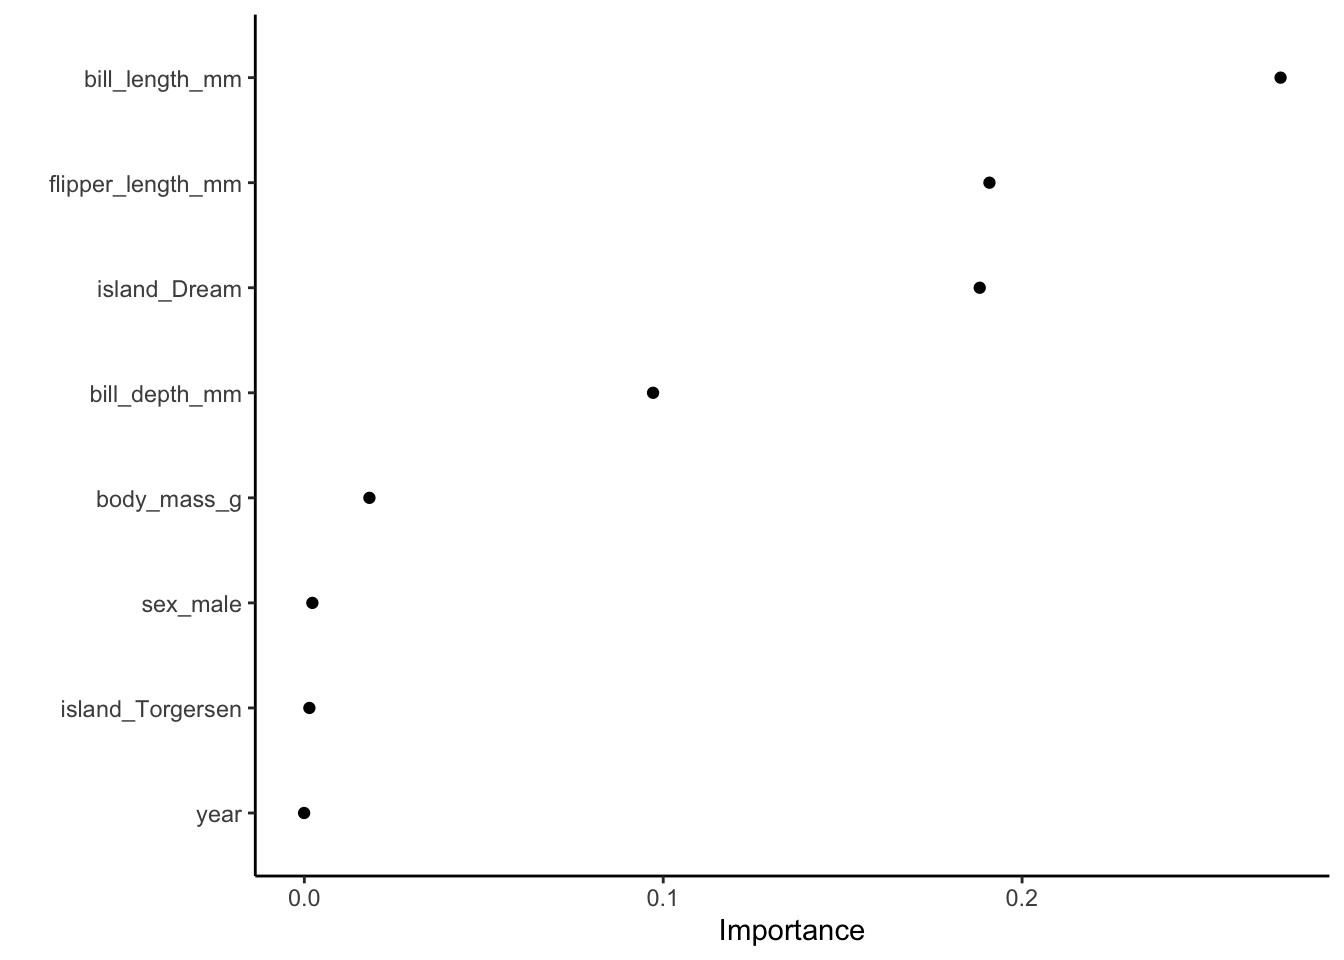 bill_length_mm
flipper_length_mm
island_Dream
bill_depth_mm
body_mass_g
sex_male
island_Torgersen
year
0.0 0.1 0.2
Importance